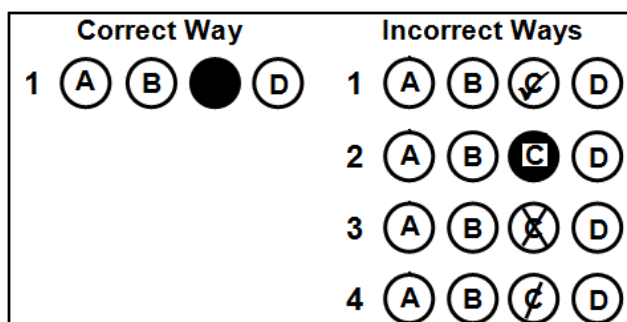 Correct Way
1 A B D
Incorrect Ways
1 A B C D
2 A B C D
3 A B C D
4 A B C D